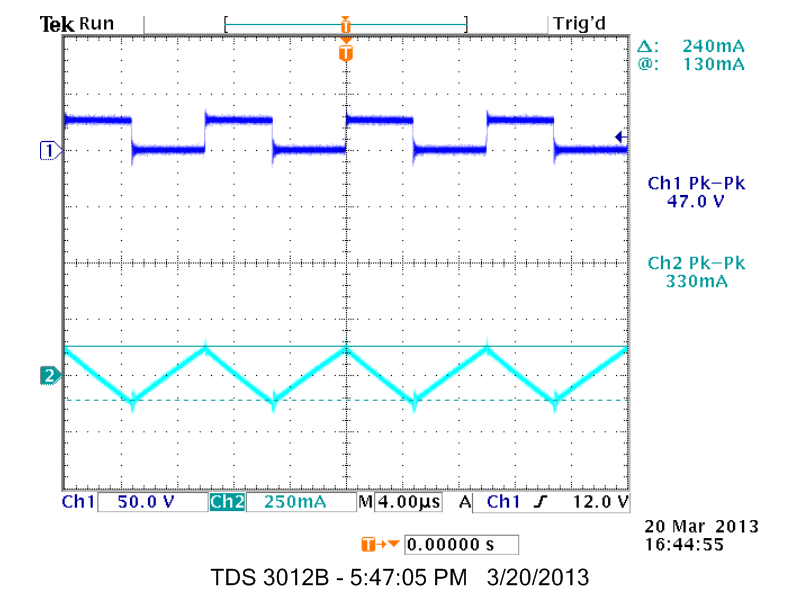 Tek Run Trig'd
T
T
Δ: 240mA
@: 130mA
1
Ch1 Pk−Pk
47.0 V
Ch2 Pk−Pk
330mA
2
Ch1 50.0 V Ch2 250mA M 4.00µs A Ch1 ʃ 12.0 V
T 0.00000 s
20 Mar 2013
16:44:55
TDS 3012B - 5:47:05 PM 3/20/2013